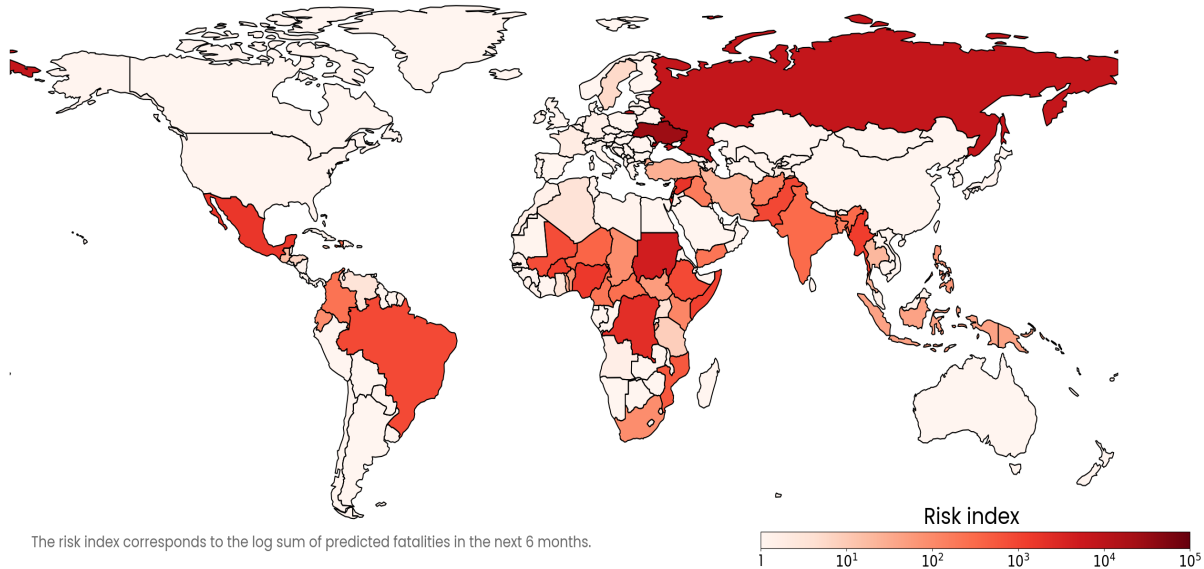 Risk index
The risk index corresponds to the log sum of predicted fatalities in the next 6 months.
1 10¹ 10² 10³ 10⁴ 10⁵